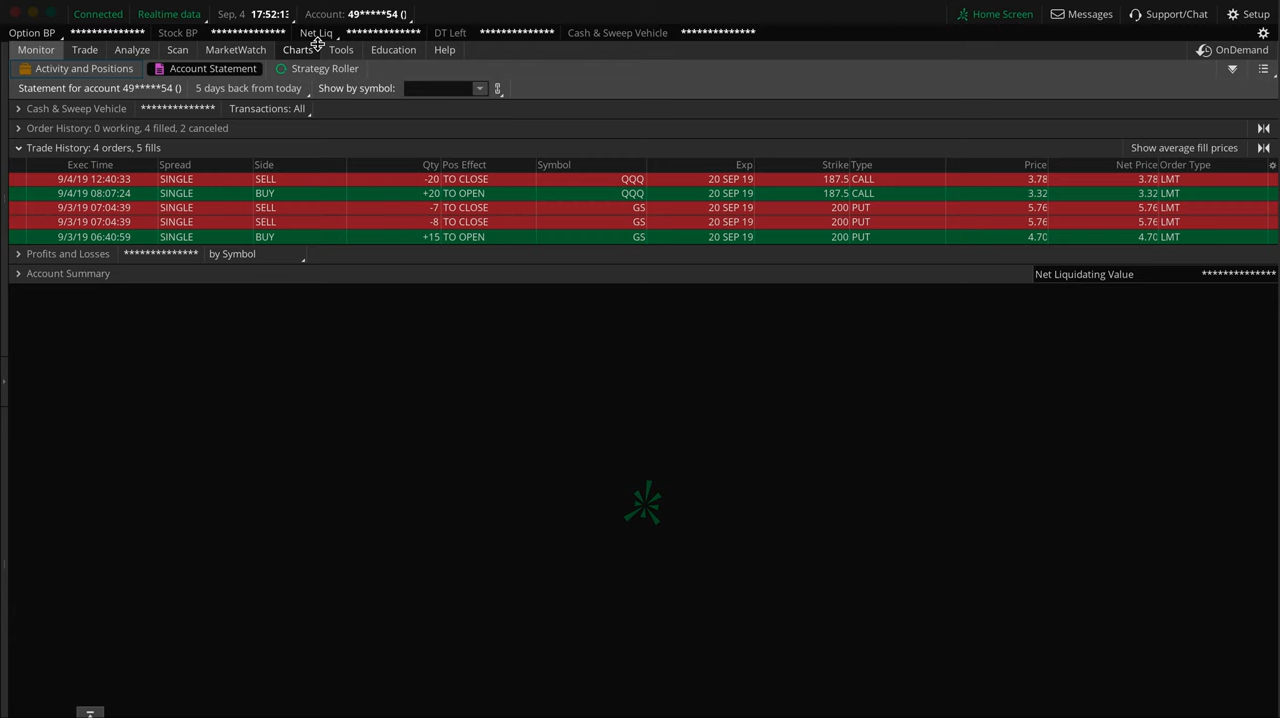 Connected Realtime data Sep, 4 17:52:13 Account: 49*****54 () Home Screen Messages Support/Chat Setup
Option BP ************** Stock BP ************** Net Liq ************** DT Left ************** Cash & Sweep Vehicle **************
Monitor Trade Analyze Scan MarketWatch Charts Tools Education Help OnDemand
Activity and Positions Account Statement Strategy Roller
Statement for account 49*****54 () 5 days back from today Show by symbol:
Cash & Sweep Vehicle ************** Transactions: All
Order History: 0 working, 4 filled, 2 canceled
Trade History: 4 orders, 5 fills Show average fill prices
Exec Time Spread Side Qty Pos Effect Symbol Exp Strike Type Price Net Price Order Type
9/4/19 12:40:33 SINGLE SELL -20 TO CLOSE QQQ 20 SEP 19 187.5 CALL 3.78 3.78 LMT
9/4/19 08:07:24 SINGLE BUY +20 TO OPEN QQQ 20 SEP 19 187.5 CALL 3.32 3.32 LMT
9/3/19 07:04:39 SINGLE SELL -7 TO CLOSE GS 20 SEP 19 200 PUT 5.76 5.76 LMT
9/3/19 07:04:39 SINGLE SELL -8 TO CLOSE GS 20 SEP 19 200 PUT 5.76 5.76 LMT
9/3/19 06:40:59 SINGLE BUY +15 TO OPEN GS 20 SEP 19 200 PUT 4.70 4.70 LMT
Profits and Losses ************** by Symbol
Account Summary Net Liquidating Value **************